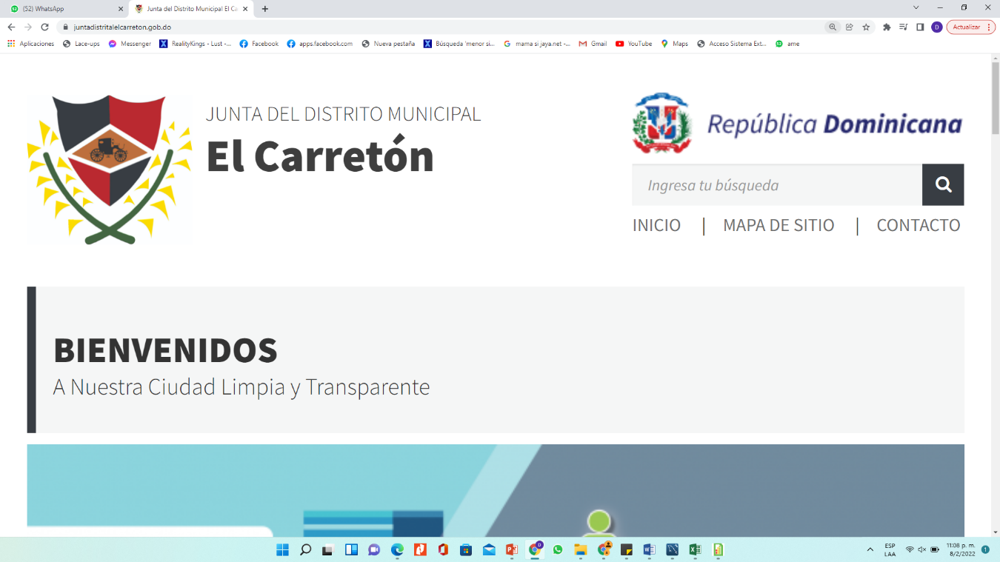 (52) WhatsApp
Junta del Distrito Municipal El Ca
juntadistritalelcarreton.gob.do
D
Actualizar
Aplicaciones
Lace-ups
Messenger
RealityKings - Lust -...
Facebook
apps.facebook.com
Nueva pestaña
Búsqueda 'menor si...
mama si jaya.net -...
Gmail
YouTube
Maps
Acceso Sistema Ext...
ame
JUNTA DEL DISTRITO MUNICIPAL
El Carretón
República Dominicana
Ingresa tu búsqueda
INICIO | MAPA DE SITIO | CONTACTO
BIENVENIDOS
A Nuestra Ciudad Limpia y Transparente
ESP
LAA
11:08 p. m.
8/2/2022
1